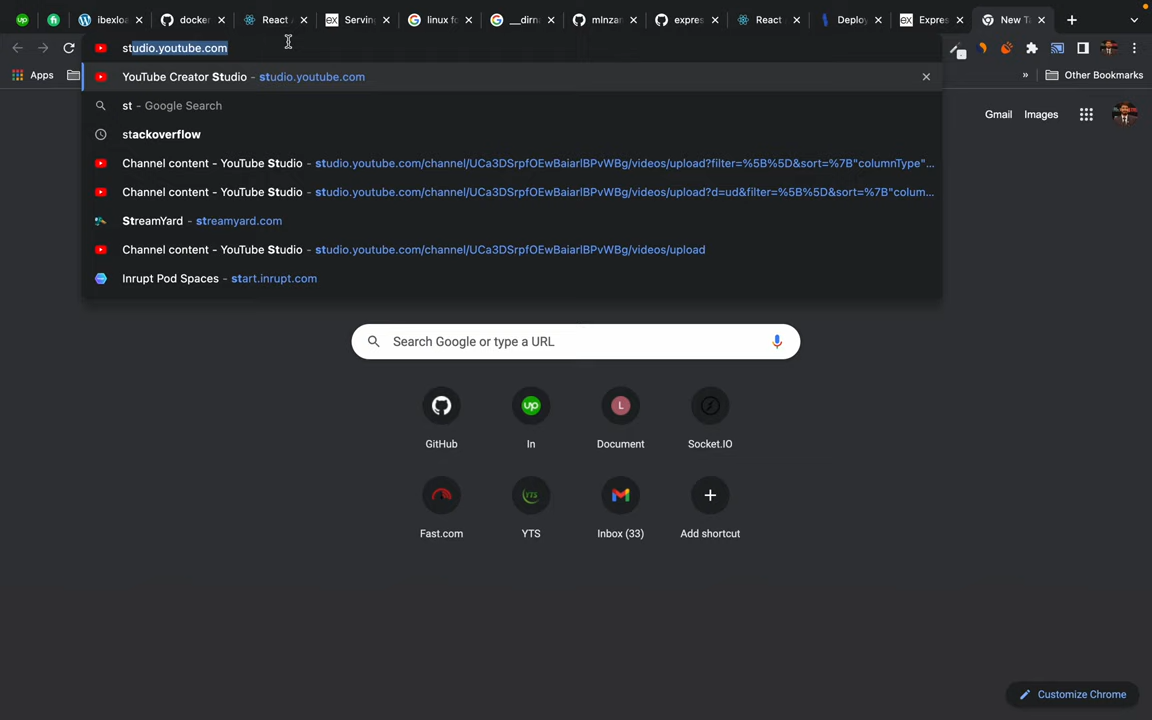 ibexloa
docker
React
Servin
linux fo
__dirn
mlnzar
expres
React
Deploy
Expres
New T
studio.youtube.com
Apps
»
Other Bookmarks
YouTube Creator Studio - studio.youtube.com
st - Google Search
stackoverflow
Channel content - YouTube Studio - studio.youtube.com/channel/UCa3DSrpfOEwBaiarlBPvWBg/videos/upload?filter=%5B%5D&sort=%7B"columnType"...
Channel content - YouTube Studio - studio.youtube.com/channel/UCa3DSrpfOEwBaiarlBPvWBg/videos/upload?d=ud&filter=%5B%5D&sort=%7B"colum...
StreamYard - streamyard.com
Channel content - YouTube Studio - studio.youtube.com/channel/UCa3DSrpfOEwBaiarlBPvWBg/videos/upload
Inrupt Pod Spaces - start.inrupt.com
Gmail Images
Search Google or type a URL
GitHub
In
Document
Socket.IO
Fast.com
YTS
Inbox (33)
Add shortcut
Customize Chrome